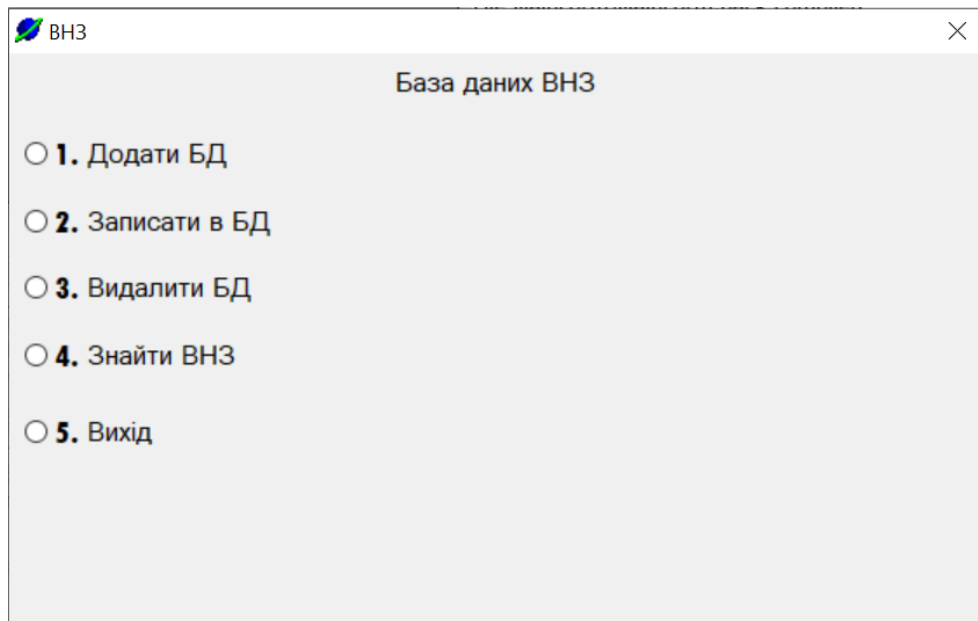 ВНЗ
База даних ВНЗ
1. Додати БД
2. Записати в БД
3. Видалити БД
4. Знайти ВНЗ
5. Вихід